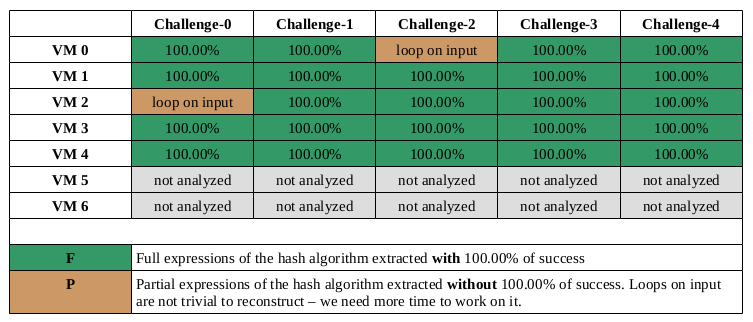 Challenge-0 Challenge-1 Challenge-2 Challenge-3 Challenge-4
VM 0 100.00% 100.00% loop on input 100.00% 100.00%
VM 1 100.00% 100.00% 100.00% 100.00% 100.00%
VM 2 loop on input 100.00% 100.00% 100.00% 100.00%
VM 3 100.00% 100.00% 100.00% 100.00% 100.00%
VM 4 100.00% 100.00% 100.00% 100.00% 100.00%
VM 5 not analyzed not analyzed not analyzed not analyzed not analyzed
VM 6 not analyzed not analyzed not analyzed not analyzed not analyzed
F Full expressions of the hash algorithm extracted with 100.00% of success
P Partial expressions of the hash algorithm extracted without 100.00% of success. Loops on input
are not trivial to reconstruct – we need more time to work on it.